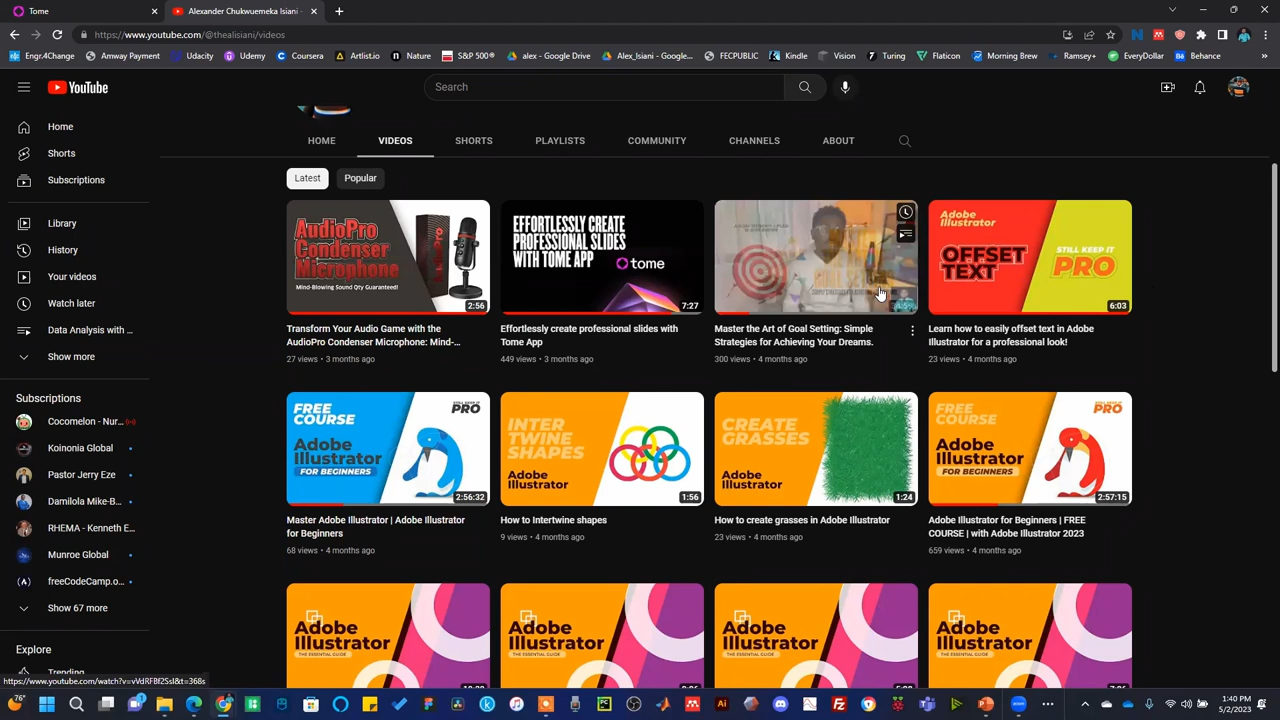 Tome
Alexander Chukwuemeka Isiani -
https://www.youtube.com/@thealisiani/videos
Engr4Change
Amphtway Loan
Udacity
Udemy
Coursera
Artlist.io
Nature
S&P 500®
alex - Google Drive
Alex_Isiani - Google...
FECPUBLIC
Kindle
Vision
Turing
Flaticon
Morning Brew
Ramsey+
EveryDollar
Behance
YouTube
Search
Home
Shorts
Subscriptions
Library
History
Your videos
Watch later
Data Analysis with ...
Show more
Subscriptions
Cocomelon - Nur...
Koinonia Global
Pastor Jerry Eze
Damilola Mike-B...
RHEMA - Kenneth E...
Munroe Global
freeCodeCamp.o...
Show 67 more
Explore
Trending
HOME
VIDEOS
SHORTS
PLAYLISTS
COMMUNITY
CHANNELS
ABOUT
Latest
Popular
AudioPro
Condenser
Microphone
Mind-Blowing Sound Qty Guaranteed!
2:56
Transform Your Audio Game with the
AudioPro Condenser Microphone: Mind-...
27 views • 3 months ago
EFFORTLESSLY CREATE
PROFESSIONAL SLIDES
WITH TOME APP
tome
7:27
Effortlessly create professional slides with
Tome App
449 views • 3 months ago
Master the Art of Goal Setting: Simple
Strategies for Achieving Your Dreams.
300 views • 4 months ago
Adobe
Illustrator
OFFSET
TEXT
STILL KEEP IT
PRO
6:03
Learn how to easily offset text in Adobe
Illustrator for a professional look!
23 views • 4 months ago
FREE
COURSE
STILL KEEP IT
PRO
Adobe
Illustrator
FOR BEGINNERS
2:56:32
Master Adobe Illustrator | Adobe Illustrator
for Beginners
68 views • 4 months ago
INTER
TWINE
SHAPES
Adobe
Illustrator
1:56
How to Intertwine shapes
9 views • 4 months ago
CREATE
GRASSES
Adobe
Illustrator
1:24
How to create grasses in Adobe Illustrator
23 views • 4 months ago
FREE
COURSE
STILL KEEP IT
PRO
Adobe
Illustrator
FOR BEGINNERS
2:57:15
Adobe Illustrator for Beginners | FREE
COURSE | with Adobe Illustrator 2023
659 views • 4 months ago
Adobe
Illustrator
THE ESSENTIAL GUIDE
Adobe
Illustrator
THE ESSENTIAL GUIDE
Adobe
Illustrator
THE ESSENTIAL GUIDE
Adobe
Illustrator
THE ESSENTIAL GUIDE
https://www.youtube.com/watch?v=vVdRFBf2SsI&t=366s
76°
1:40 PM
5/2/2023